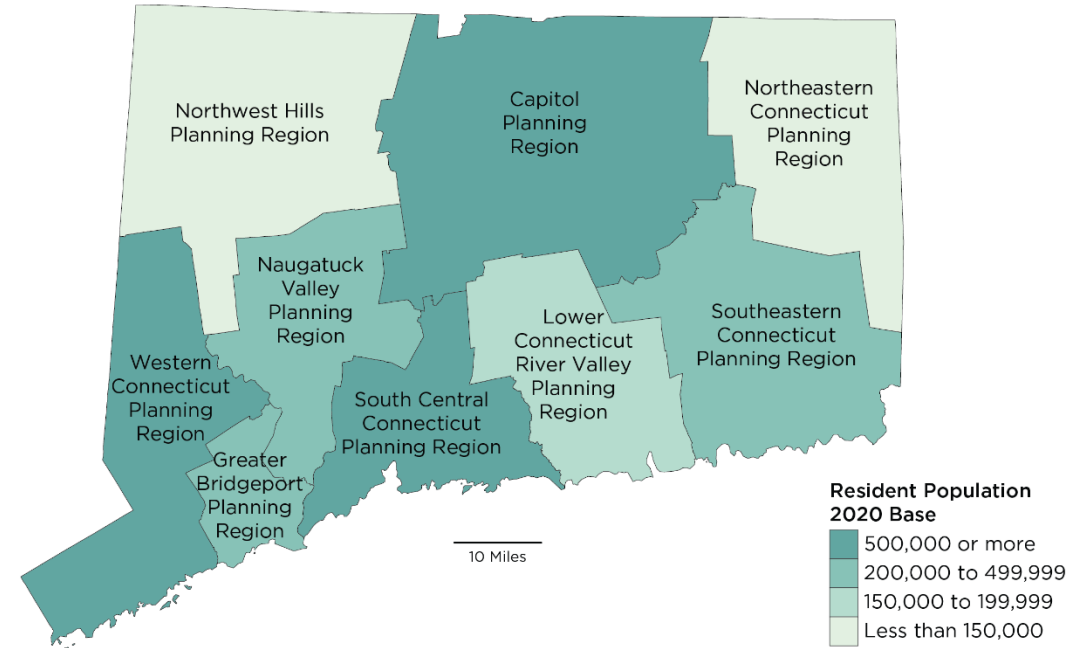 Northwest Hills
Planning Region
Capitol
Planning
Region
Northeastern
Connecticut
Planning
Region
Naugatuck
Valley
Planning
Region
Lower
Connecticut
River Valley
Planning
Region
Southeastern
Connecticut
Planning Region
Western
Connecticut
Planning
Region
South Central
Connecticut
Planning Region
Greater
Bridgeport
Planning
Region
10 Miles
Resident Population
2020 Base
500,000 or more
200,000 to 499,999
150,000 to 199,999
Less than 150,000